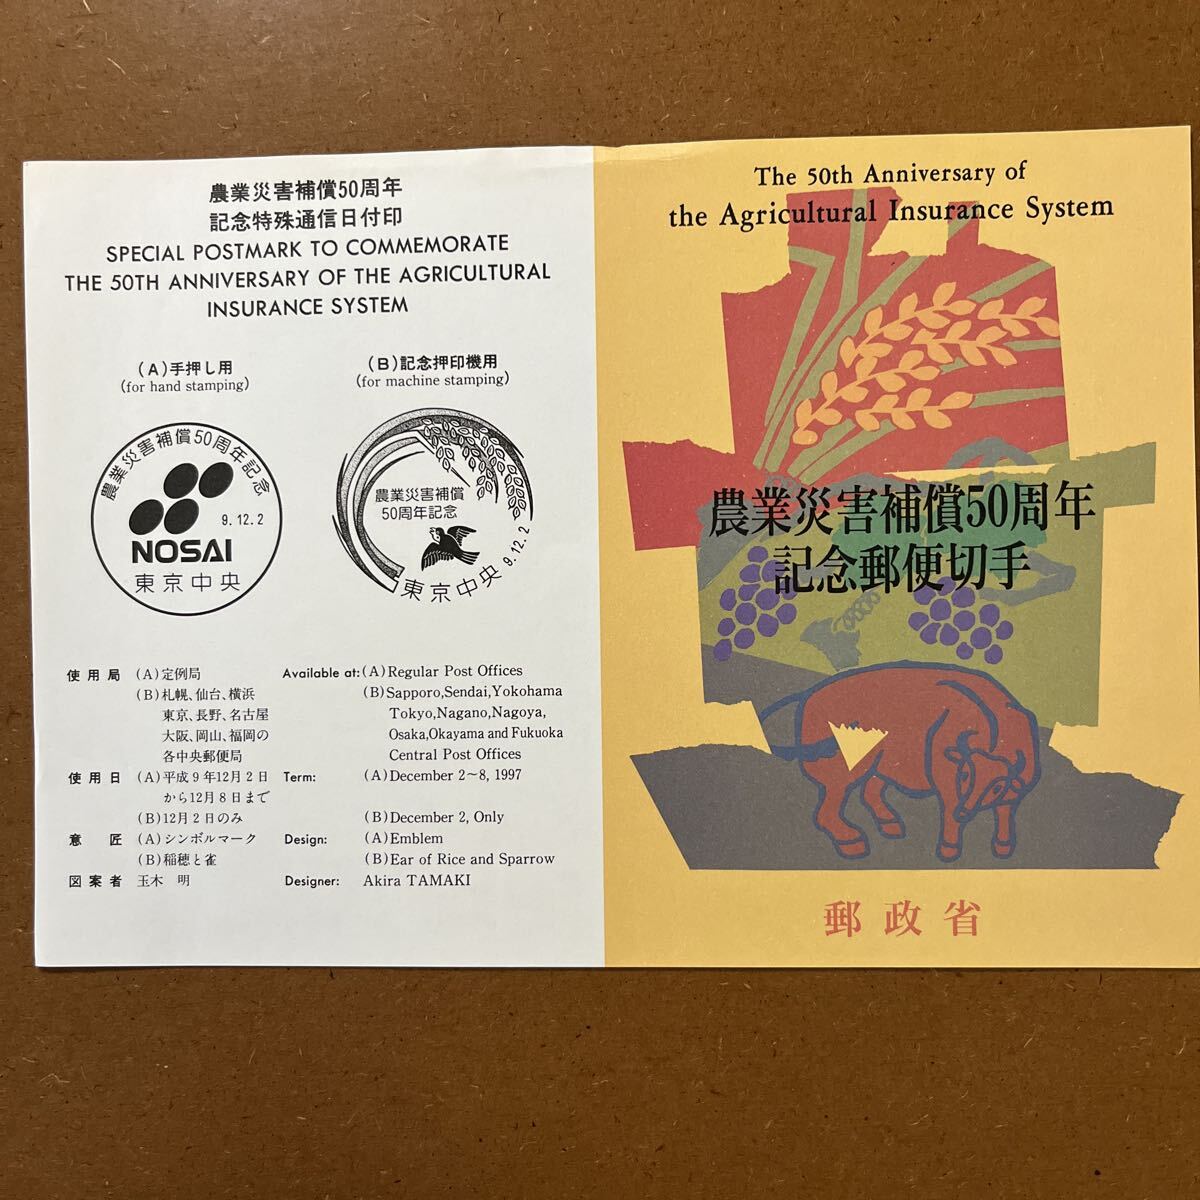 農業災害補償50周年
記念特殊通信日付印
SPECIAL POSTMARK TO COMMEMORATE
THE 50TH ANNIVERSARY OF THE AGRICULTURAL
INSURANCE SYSTEM
(A)手押し用
(for hand stamping)
(B)記念押印機用
(for machine stamping)
農業災害補償50周年記念
9.12.2
NOSAI
東京中央
農業災害補償
50周年記念
9.12.2
東京中央
使用局 (A)定例局
(B)札幌、仙台、横浜
東京、長野、名古屋
大阪、岡山、福岡の
各中央郵便局
使用日 (A)平成9年12月2日
から12月8日まで
(B)12月2日のみ
意匠 (A)シンボルマーク
(B)稲穂と雀
図案者 玉木 明
Available at: (A)Regular Post Offices
(B)Sapporo,Sendai,Yokohama
Tokyo,Nagano,Nagoya,
Osaka,Okayama and Fukuoka
Central Post Offices
Term: (A)December 2~8, 1997
(B)December 2, Only
Design: (A)Emblem
(B)Ear of Rice and Sparrow
Designer: Akira TAMAKI
The 50th Anniversary of
the Agricultural Insurance System
農業災害補償50周年
記念郵便切手
郵政省